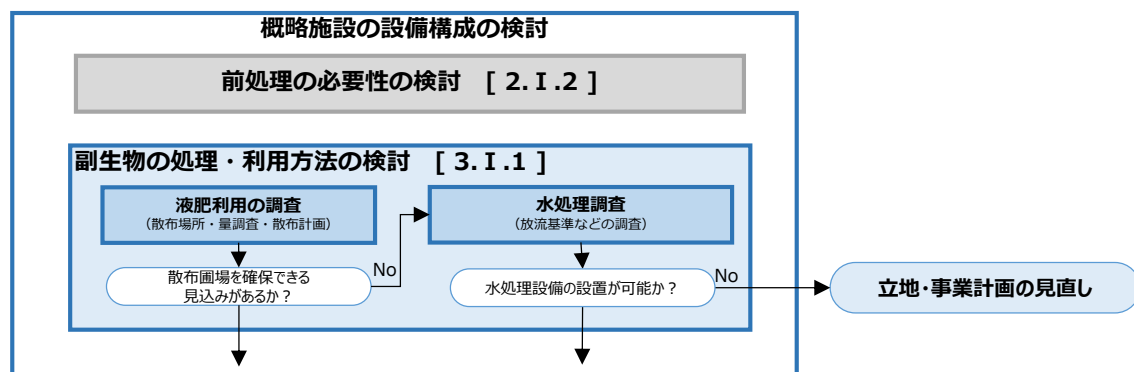 概略施設の設備構成の検討
前処理の必要性の検討 [ 2.Ⅰ.2 ]
副生物の処理・利用方法の検討 [ 3.Ⅰ.1 ]
液肥利用の調査
(散布場所・量調査・散布計画)
水処理調査
(放流基準などの調査)
散布圃場を確保できる
見込みがあるか?
No
水処理設備の設置が可能か?
No
立地・事業計画の見直し